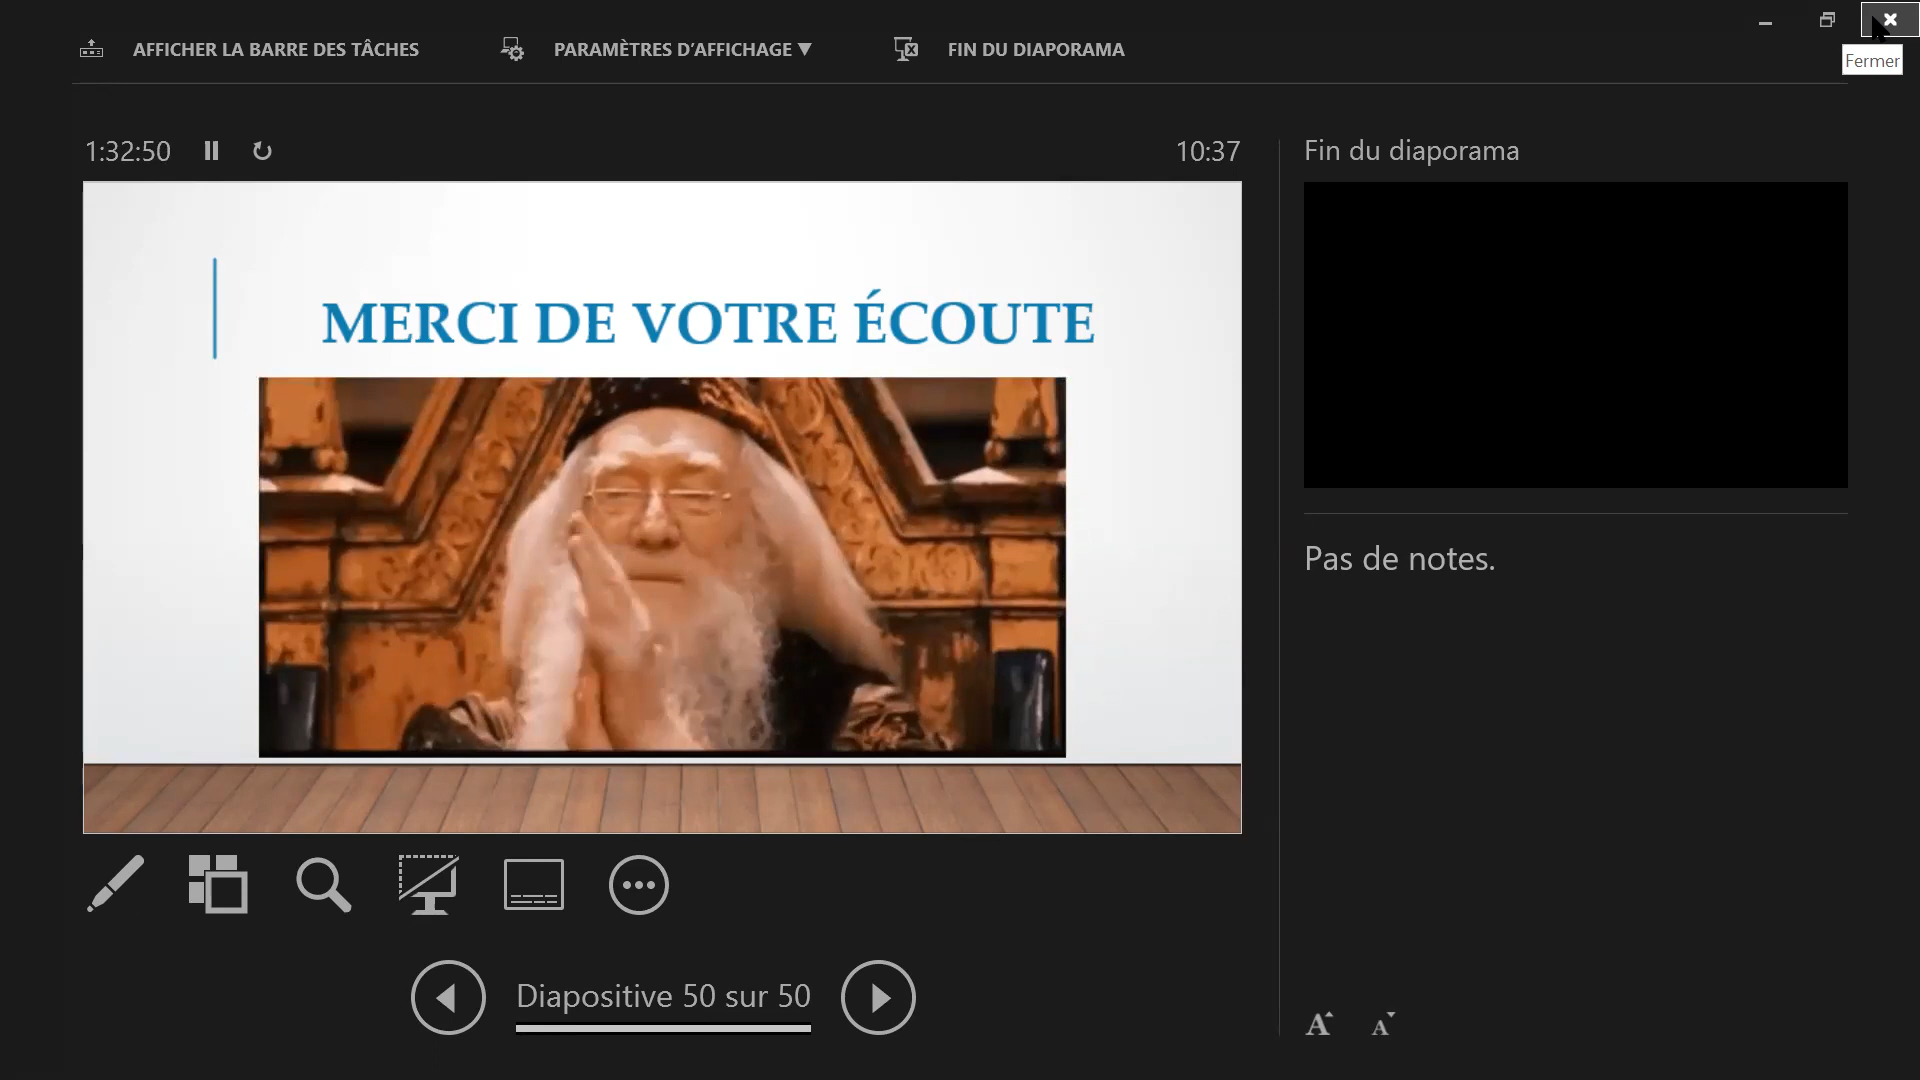 AFFICHER LA BARRE DES TÂCHES
PARAMÈTRES D'AFFICHAGE ▼
FIN DU DIAPORAMA
Fermer
1:32:50
10:37
MERCI DE VOTRE ÉCOUTE
Diapositive 50 sur 50
Fin du diaporama
Pas de notes.
A
A